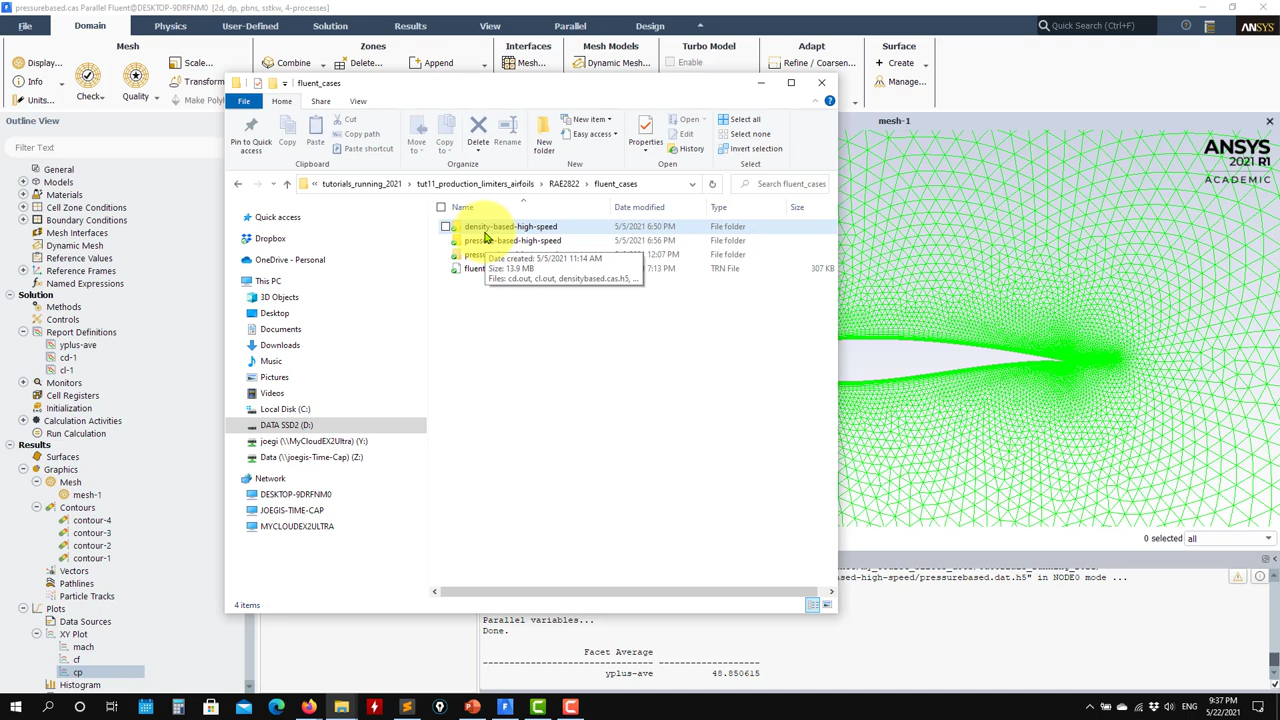 pressurebased.cas Parallel Fluent@DESKTOP-9DRFNM0 [2d, dp, pbns, sstkw, 4-processes]
File Domain Physics User-Defined Solution Results View Parallel Design Quick Search (Ctrl+F) ANSYS
Mesh Zones Interfaces Mesh Models Turbo Model Adapt Surface
Display... Scale... Combine Delete... Append Mesh... Dynamic Mesh... Enable Refine / Coarsen... Create
Info Check Quality Transform Manage...
Units... Make Poly
fluent_cases
File Home Share View
Pin to Quick access Copy Paste Cut Copy path Paste shortcut Move to Copy to Delete Rename New folder New item Easy access Properties Open Edit History Select all Select none Invert selection
Clipboard Organize New Open Select
« tutorials_running_2021 tut11_production_limiters_airfoils RAE2822 fluent_cases Search fluent_cases
Name Date modified Type Size
density-based-high-speed 5/5/2021 6:50 PM File folder
-based-high-speed 5/5/2021 6:56 PM File folder
12:07 PM File folder
fluent 7:13 PM TRN File 307 KB
Date created: 5/5/2021 11:14 AM
Size: 13.9 MB
Files: cd.out, cl.out, densitybased.cas.h5, ...
Quick access
Dropbox
OneDrive - Personal
This PC
3D Objects
Desktop
Documents
Downloads
Music
Pictures
Videos
Local Disk (C:)
DATA SSD2 (D:)
joegi (\\MyCloudEX2Ultra) (Y:)
Data (\\joegis-Time-Cap) (Z:)
Network
DESKTOP-9DRFNM0
JOEGIS-TIME-CAP
MYCLOUDEX2ULTRA
4 items
Outline View
Filter Text
General
Models
Materials
Cell Zone Conditions
Boundary Conditions
Mesh Interfaces
Dynamic Mesh
Reference Values
Reference Frames
Named Expressions
Solution
Methods
Controls
Report Definitions
yplus-ave
cd-1
cl-1
Monitors
Cell Registers
Initialization
Calculation Activities
Run Calculation
Results
Surfaces
Graphics
Mesh
mesh-1
Contours
contour-4
contour-3
contour-2
contour-1
Vectors
Pathlines
Particle Tracks
Plots
Data Sources
XY Plot
mach
cf
cp
Histogram
mesh-1
ANSYS
2021 R1
ACADEMIC
0 selected all
ased-high-speed/pressurebased.dat.h5" in NODE0 mode ...
Parallel variables...
Done.
Facet Average
yplus-ave 48.850615
ENG 9:37 PM
5/22/2021